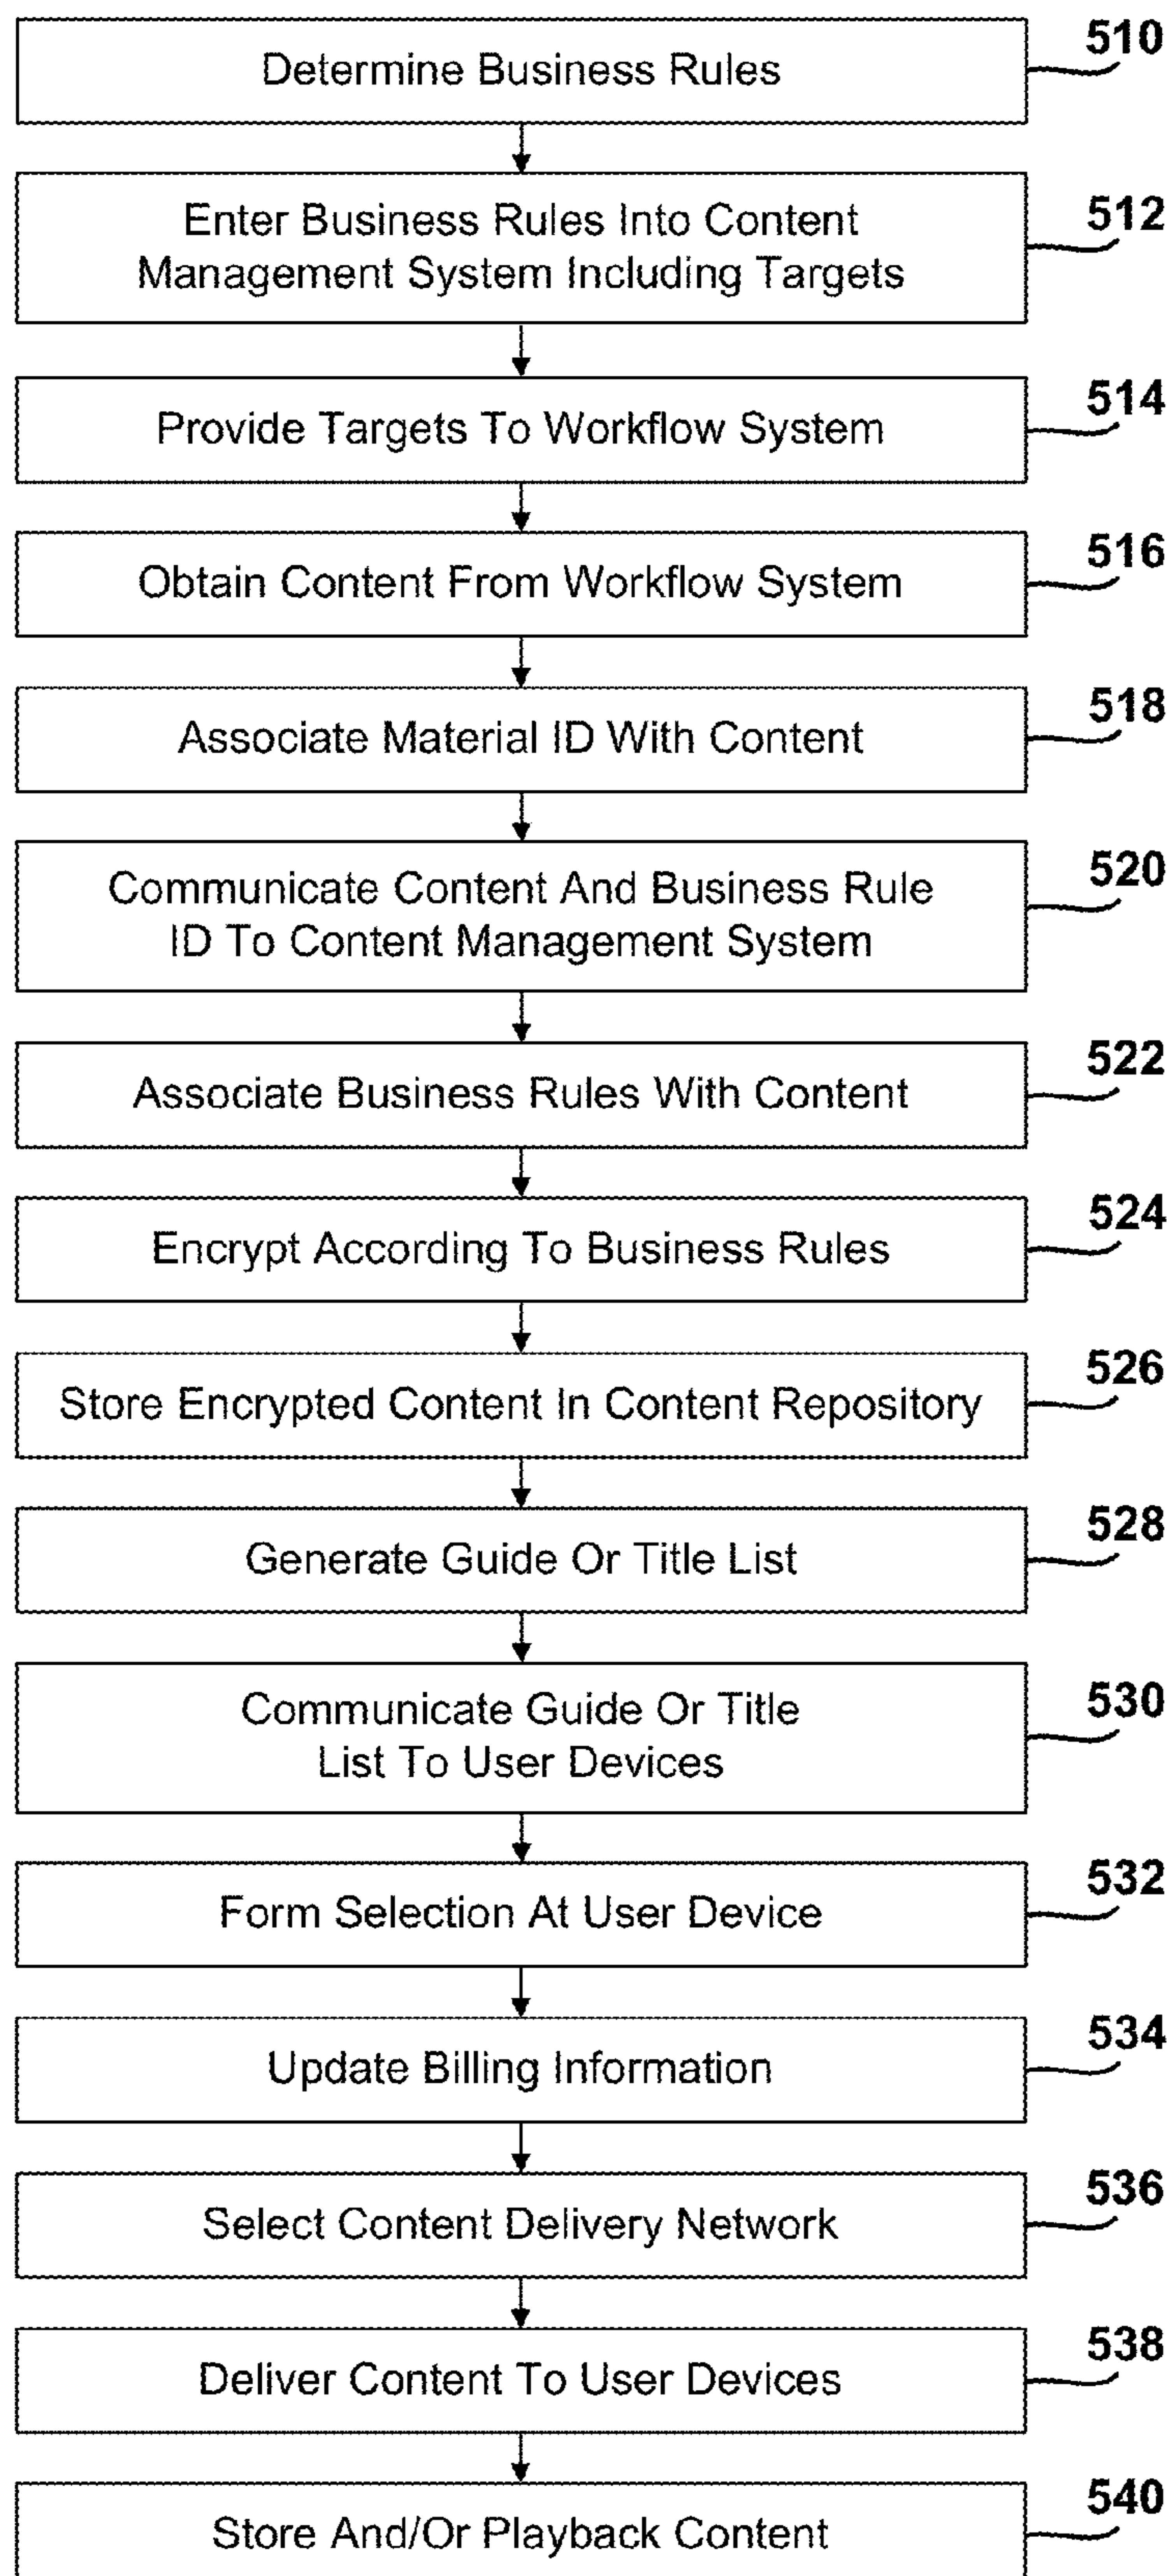 Determine Business Rules
510
Enter Business Rules Into Content
Management System Including Targets
512
Provide Targets To Workflow System
514
Obtain Content From Workflow System
516
Associate Material ID With Content
518
Communicate Content And Business Rule
ID To Content Management System
520
Associate Business Rules With Content
522
Encrypt According To Business Rules
524
Store Encrypted Content In Content Repository
526
Generate Guide Or Title List
528
Communicate Guide Or Title
List To User Devices
530
Form Selection At User Device
532
Update Billing Information
534
Select Content Delivery Network
536
Deliver Content To User Devices
538
Store And/Or Playback Content
540